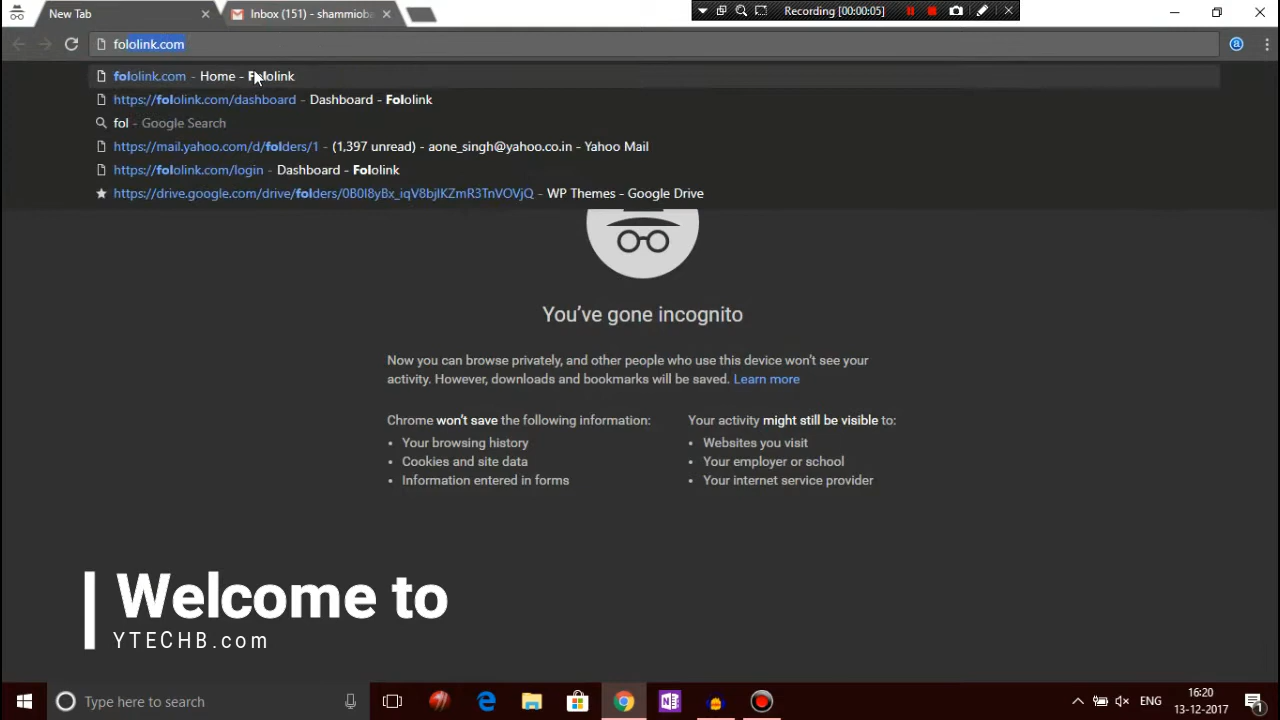 New Tab
Inbox (151) - shammioba
Recording [00:00:05]
fololink.com
fololink.com - Home - Fololink
https://fololink.com/dashboard - Dashboard - Fololink
fol - Google Search
https://mail.yahoo.com/d/folders/1 - (1,397 unread) - aone_singh@yahoo.co.in - Yahoo Mail
https://fololink.com/login - Dashboard - Fololink
https://drive.google.com/drive/folders/0B0I8yBx_iqV8bjlKZmR3TnVOVjQ - WP Themes - Google Drive
You've gone incognito
Now you can browse privately, and other people who use this device won't see your
activity. However, downloads and bookmarks will be saved. Learn more
Chrome won't save the following information:
• Your browsing history
• Cookies and site data
• Information entered in forms
Your activity might still be visible to:
• Websites you visit
• Your employer or school
• Your internet service provider
Welcome to
YTECHB.com
Type here to search
ENG
16:20
13-12-2017
1